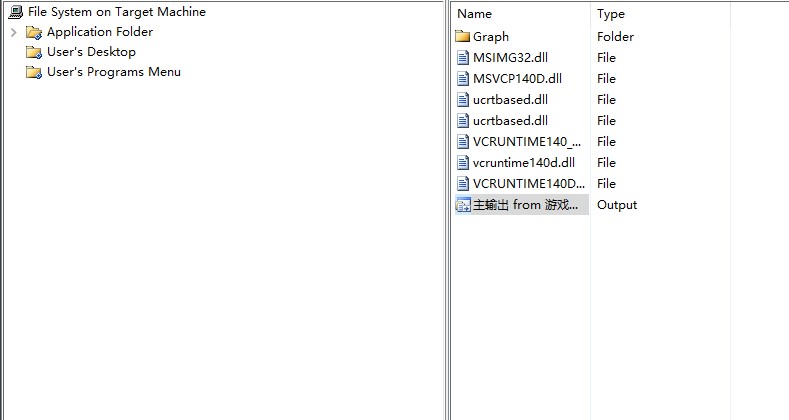 File System on Target Machine
Application Folder
User's Desktop
User's Programs Menu
Name Type
Graph Folder
MSIMG32.dll File
MSVCP140D.dll File
ucrtbased.dll File
ucrtbased.dll File
VCRUNTIME140_... File
vcruntime140d.dll File
VCRUNTIME140D... File
主输出 from 游戏... Output